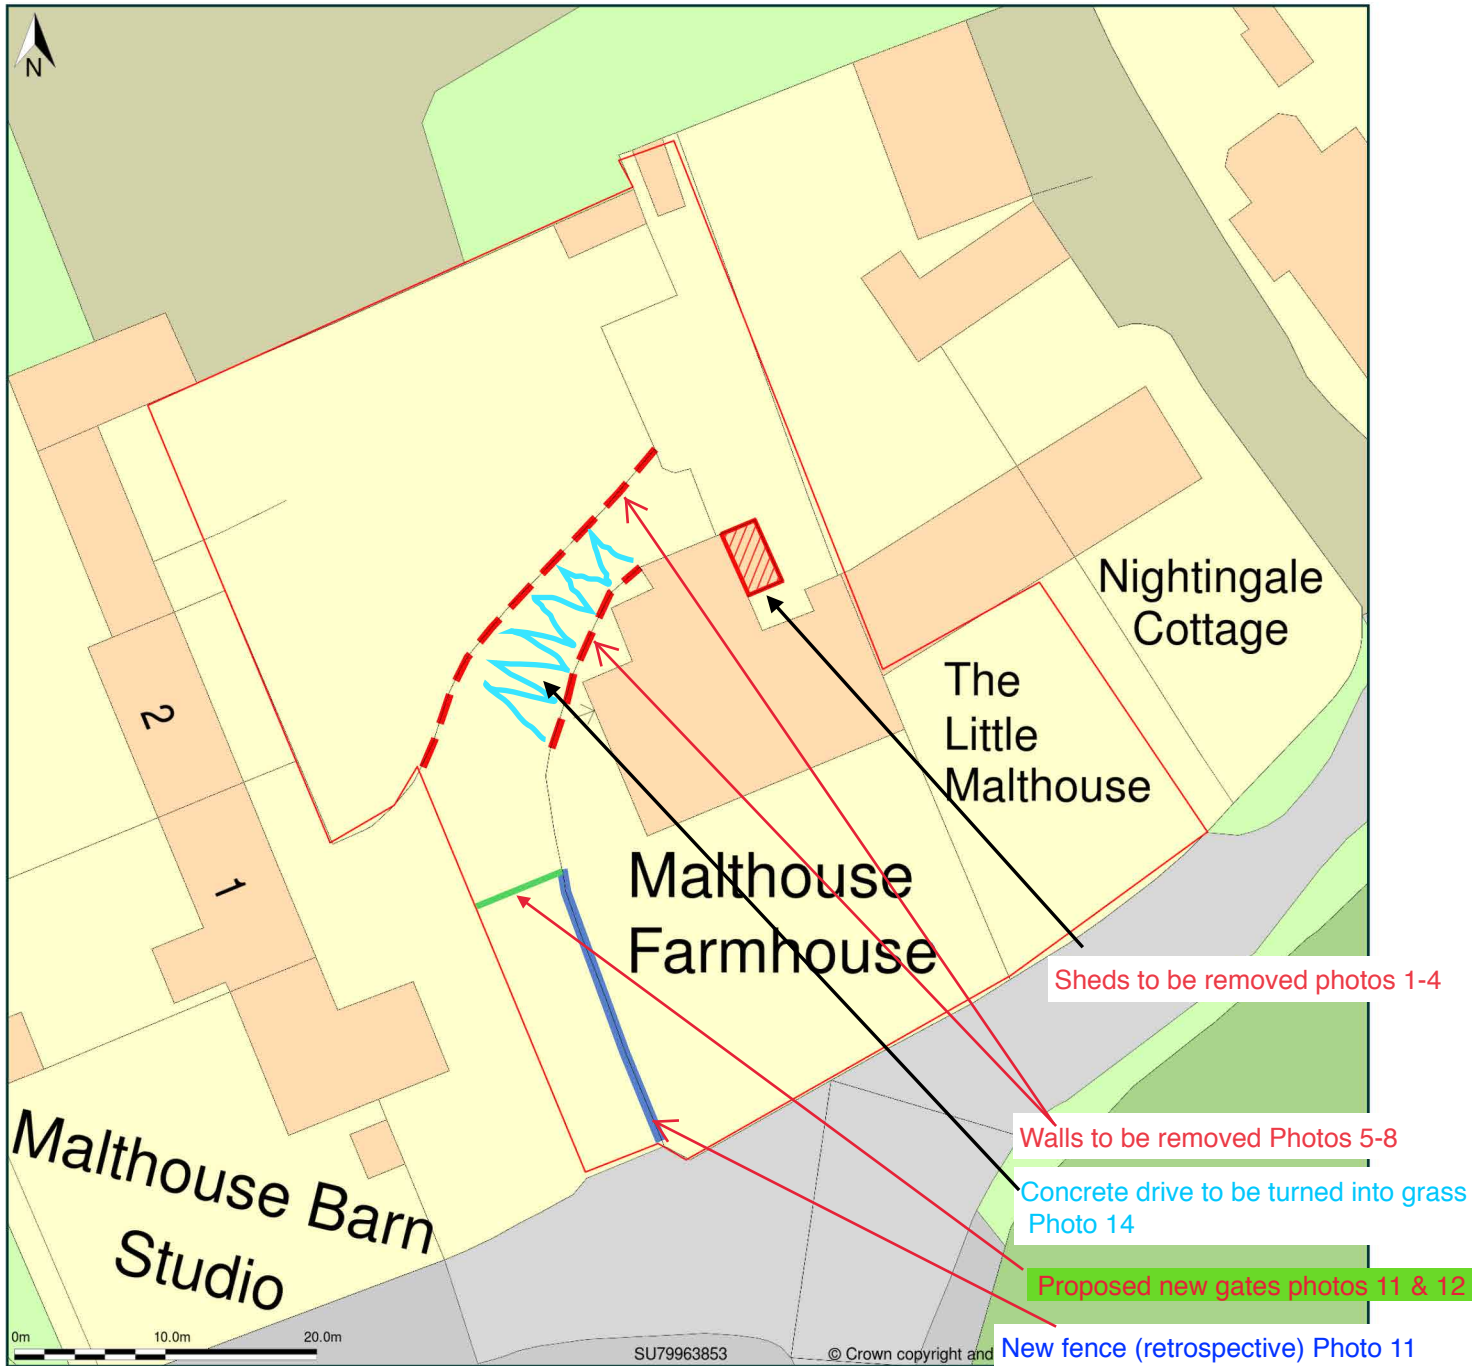 N
Nightingale
Cottage
The
Little
Malthouse
2
1
Malthouse
Farmhouse
Sheds to be removed photos 1-4
Walls to be removed Photos 5-8
Concrete drive to be turned into grass
Photo 14
Malthouse Barn
Studio
Proposed new gates photos 11 & 12
New fence (retrospective) Photo 11
0m 10.0m 20.0m
SU79963853
© Crown copyright and